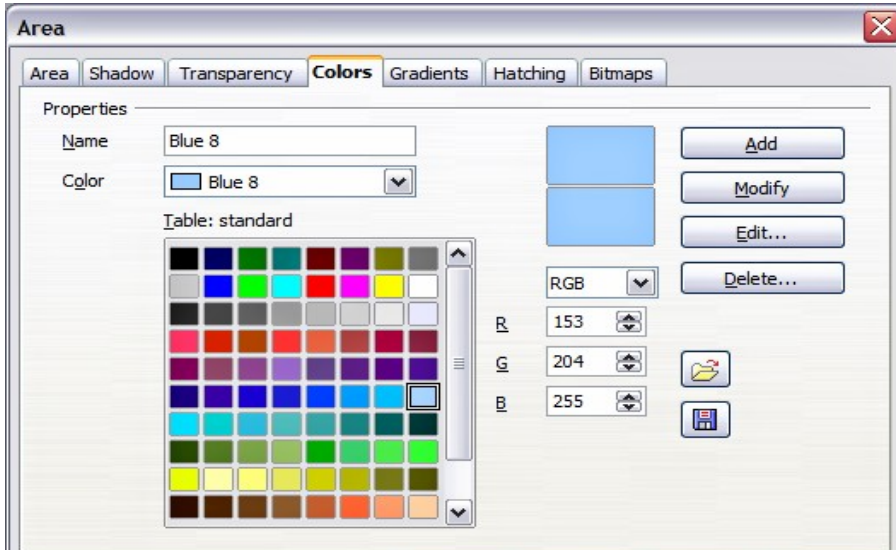 Area
Area Shadow Transparency Colors Gradients Hatching Bitmaps
Properties
Name Blue 8 Add
Color Blue 8 Modify
Table: standard Edit...
RGB Delete...
R 153
G 204
B 255